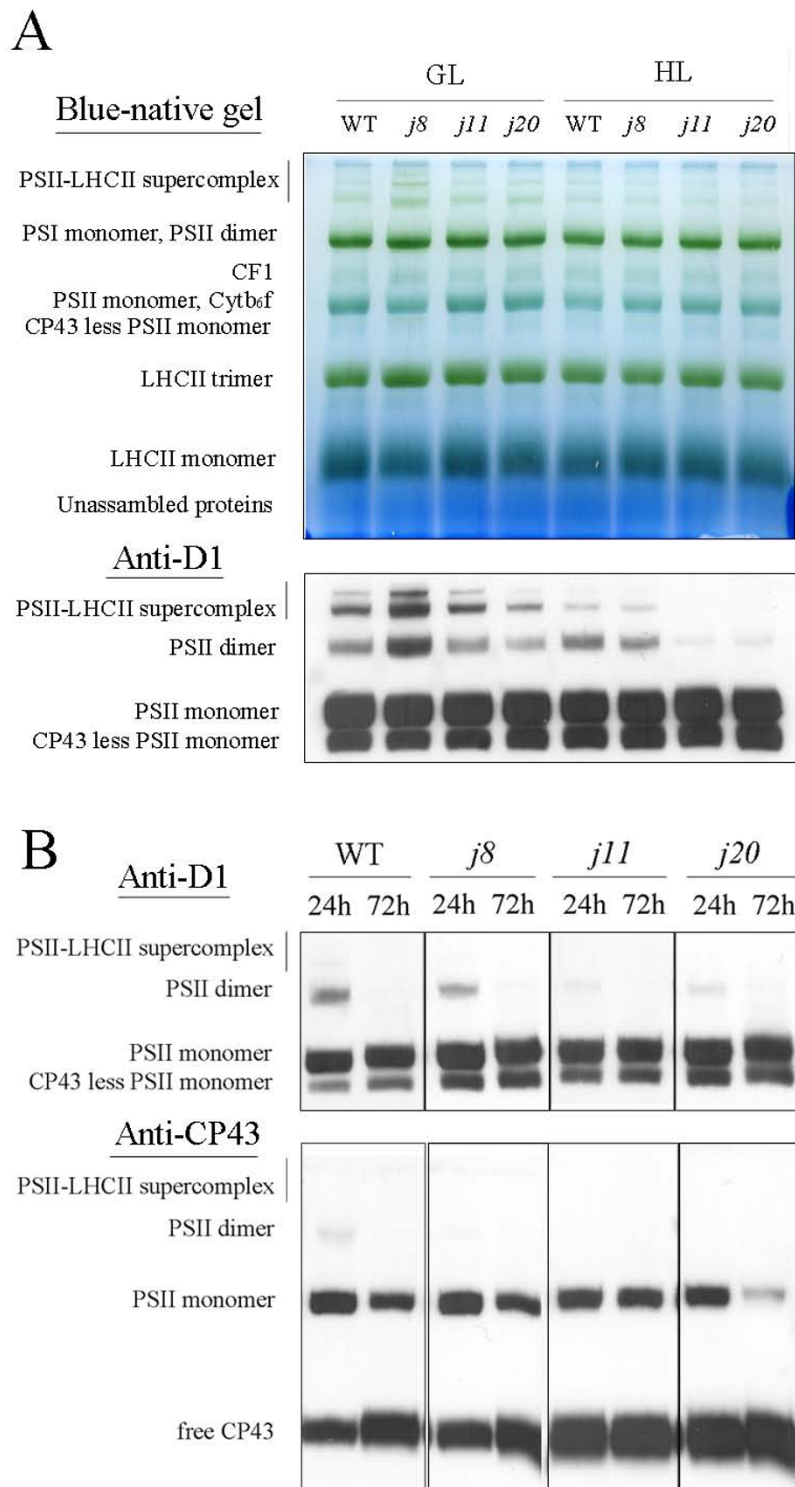 A
GL HL
Blue-native gel
WT j8 j11 j20 WT j8 j11 j20
PSII-LHCII supercomplex
PSI monomer, PSII dimer
CF1
PSII monomer, Cytb₆f
CP43 less PSII monomer
LHCII trimer
LHCII monomer
Unassambled proteins
Anti-D1
PSII-LHCII supercomplex
PSII dimer
PSII monomer
CP43 less PSII monomer
B
WT j8 j11 j20
Anti-D1
24h 72h 24h 72h 24h 72h 24h 72h
PSII-LHCII supercomplex
PSII dimer
PSII monomer
CP43 less PSII monomer
Anti-CP43
PSII-LHCII supercomplex
PSII dimer
PSII monomer
free CP43